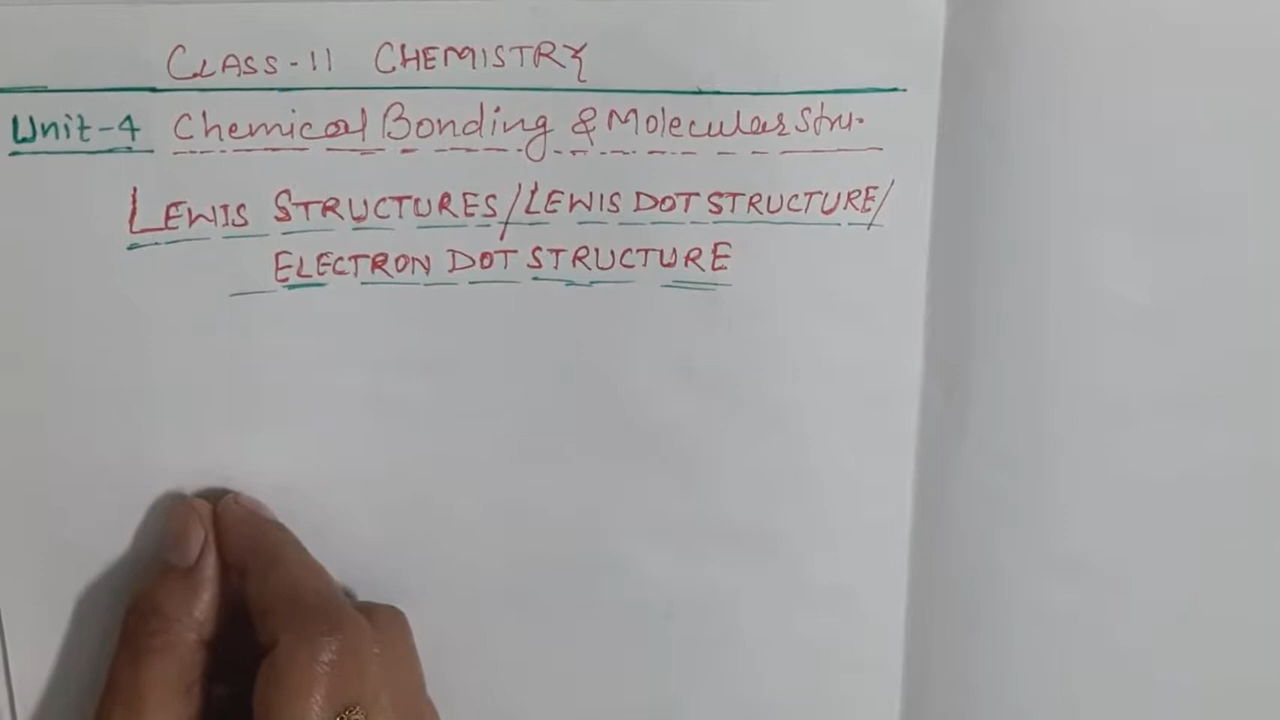 CLASS-11 CHEMISTRY
Unit-4 Chemical Bonding & Molecular Stru.
LEWIS STRUCTURES/LEWIS DOT STRUCTURE/
ELECTRON DOT STRUCTURE